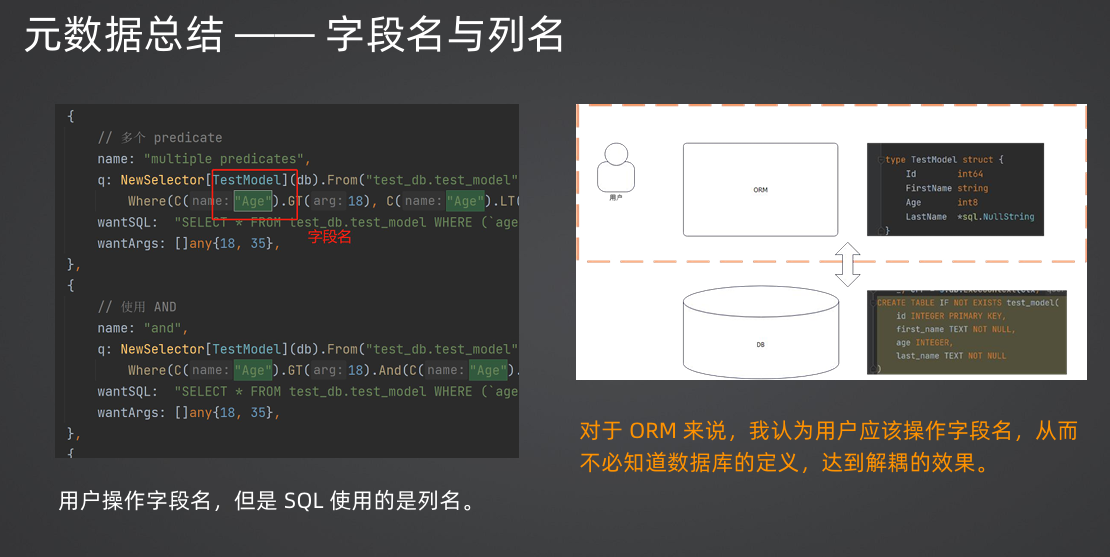 元数据总结 —— 字段名与列名
{
// 多个 predicate
name: "multiple predicates",
q: NewSelector[TestModel](db).From("test_db.test_model"
Where(C( name: "Age").GT( arg: 18), C( name: "Age").LT(
wantSQL: "SELECT * FROM test_db.test_model WHERE (`age
字段名
wantArgs: []any{18, 35},
},
{
// 使用 AND
name: "and",
q: NewSelector[TestModel](db).From("test_db.test_model"
Where(C( name: "Age").GT( arg: 18).And(C( name: "Age").
wantSQL: "SELECT * FROM test_db.test_model WHERE (`age
wantArgs: []any{18, 35},
},
{
用户操作字段名，但是 SQL 使用的是列名。
用户
ORM
type TestModel struct {
Id int64
FirstName string
Age int8
LastName *sql.NullString
}
DB
CREATE TABLE IF NOT EXISTS test_model(
id INTEGER PRIMARY KEY,
first_name TEXT NOT NULL,
age INTEGER,
last_name TEXT NOT NULL
)
对于 ORM 来说，我认为用户应该操作字段名，从而
不必知道数据库的定义，达到解耦的效果。